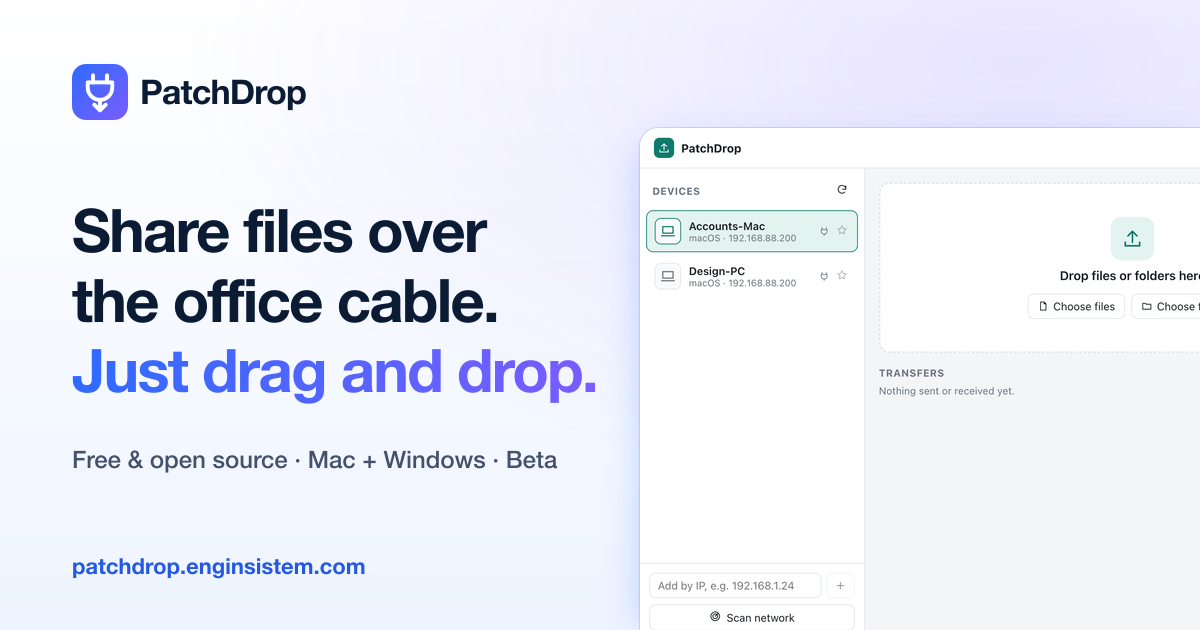 PatchDrop
Share files over
the office cable.
Just drag and drop.
Free & open source · Mac + Windows · Beta
patchdrop.enginsistem.com
PatchDrop
DEVICES
Accounts-Mac
macOS · 192.168.88.200
Design-PC
macOS · 192.168.88.200
Add by IP, e.g. 192.168.1.24
+
Scan network
Drop files or folders here
Choose files
Choose f
TRANSFERS
Nothing sent or received yet.